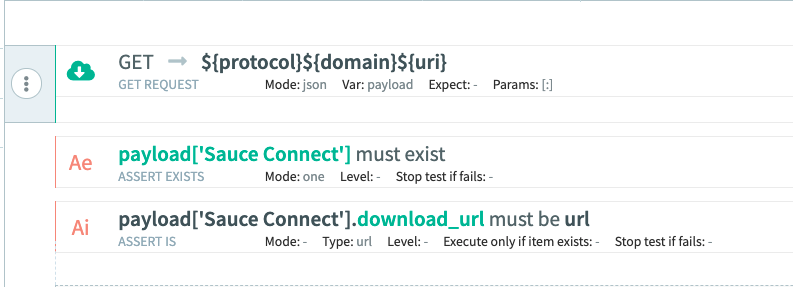 GET → ${protocol}${domain}${uri}
GET REQUEST Mode: json Var: payload Expect: - Params: [:]
Ae payload['Sauce Connect'] must exist
ASSERT EXISTS Mode: one Level: - Stop test if fails: -
Ai payload['Sauce Connect'].download_url must be url
ASSERT IS Mode: - Type: url Level: - Execute only if item exists: - Stop test if fails: -